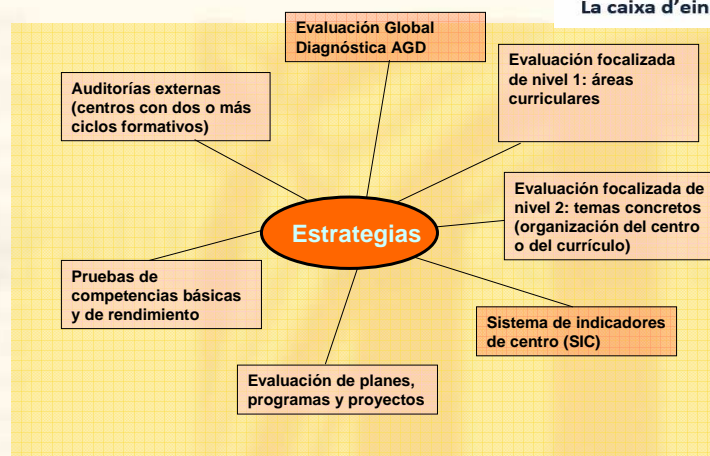 La caixa d'ein
Evaluación Global
Diagnóstica AGD
Evaluación focalizada
de nivel 1: áreas
curriculares
Auditorías externas
(centros con dos o más
ciclos formativos)
Evaluación focalizada de
nivel 2: temas concretos
(organización del centro
o del currículo)
Estrategias
Pruebas de
competencias básicas
y de rendimiento
Sistema de indicadores
de centro (SIC)
Evaluación de planes,
programas y proyectos